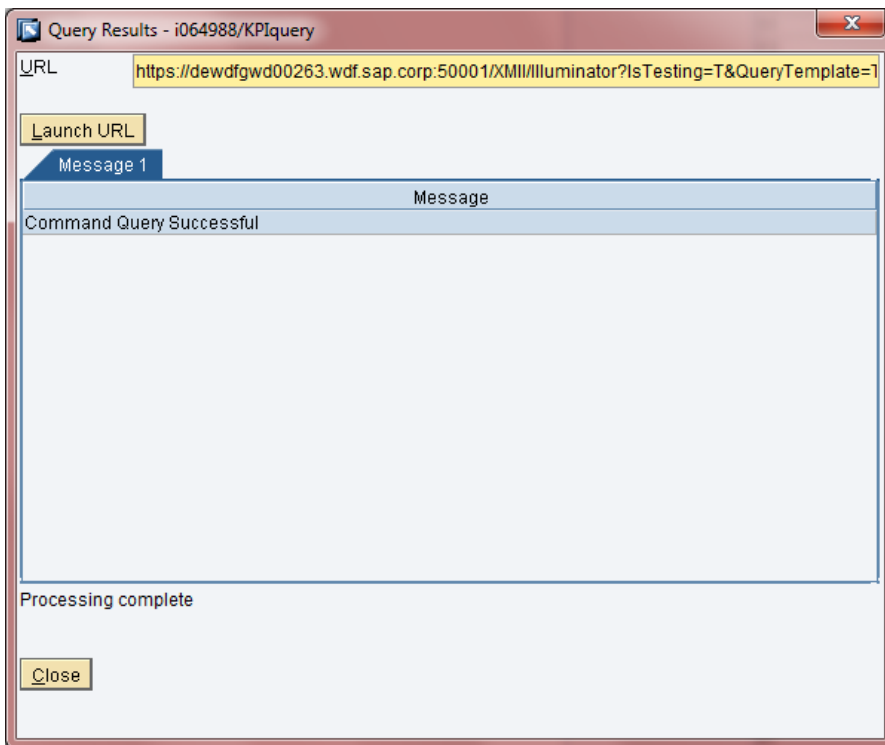 Query Results - i064988/KPIquery
x
URL
https://dewdfgwd00263.wdf.sap.corp:50001/XMII/Illuminator?IsTesting=T&QueryTemplate=
Launch URL
Message 1
Message
Command Query Successful
Processing complete
Close